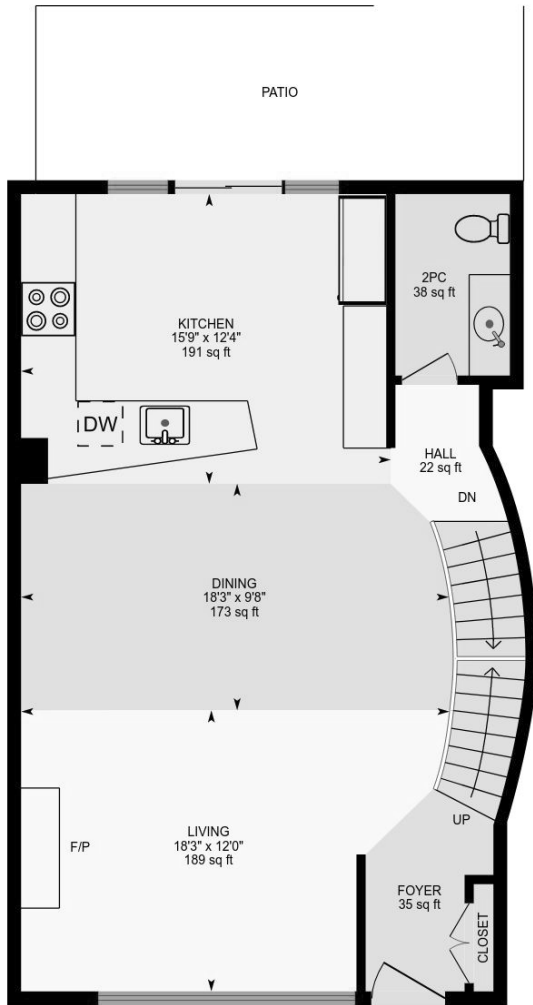 PATIO
2PC
38 sq ft
KITCHEN
15'9" x 12'4"
191 sq ft
DW
HALL
22 sq ft
DN
DINING
18'3" x 9'8"
173 sq ft
UP
LIVING
18'3" x 12'0"
189 sq ft
F/P
FOYER
35 sq ft
CLOSET